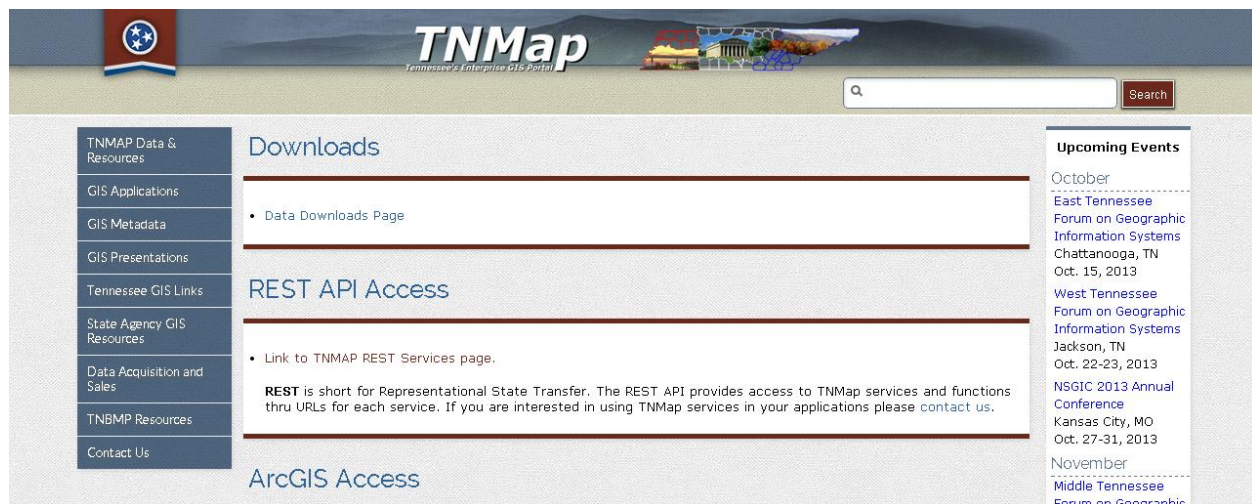 TNMap
Tennessee's Enterprise GIS Portal
Search
TNMAP Data &
Resources
GIS Applications
GIS Metadata
GIS Presentations
Tennessee GIS Links
State Agency GIS
Resources
Data Acquisition and
Sales
TNBMP Resources
Contact Us
Downloads
• Data Downloads Page
REST API Access
• Link to TNMAP REST Services page.
REST is short for Representational State Transfer. The REST API provides access to TNMap services and functions
thru URLs for each service. If you are interested in using TNMap services in your applications please contact us.
ArcGIS Access
Upcoming Events
October
East Tennessee
Forum on Geographic
Information Systems
Chattanooga, TN
Oct. 15, 2013
West Tennessee
Forum on Geographic
Information Systems
Jackson, TN
Oct. 22-23, 2013
NSGIC 2013 Annual
Conference
Kansas City, MO
Oct. 27-31, 2013
November
Middle Tennessee
Forum on Geographic